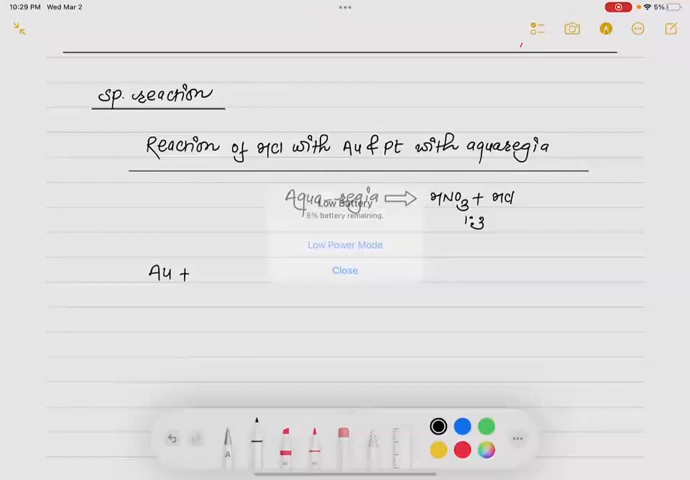 10:29 PM Wed Mar 2
5%
sp. reaction
Reaction of HCl with Au & Pt with aquaregia
Aqua-regia ⇒ HNO3 + HCl
1:3
Low Battery
5% battery remaining.
Low Power Mode
Close
Au +
A